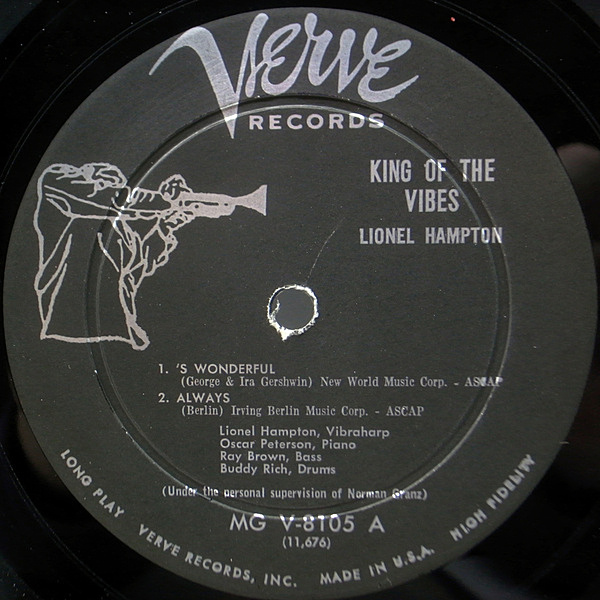 Verve
RECORDS
KING OF THE
VIBES
LIONEL HAMPTON
1. 'S WONDERFUL
(George & Ira Gershwin) New World Music Corp. - ASCAP
2. ALWAYS
(Berlin) Irving Berlin Music Corp. - ASCAP
Lionel Hampton, Vibraharp
Oscar Peterson, Piano
Ray Brown, Bass
Buddy Rich, Drums
(Under the personal supervision of Norman Granz)
MG V-8105 A
(11,676)
LONG PLAY VERVE RECORDS, INC. MADE IN U.S.A. HIGH FIDELITY